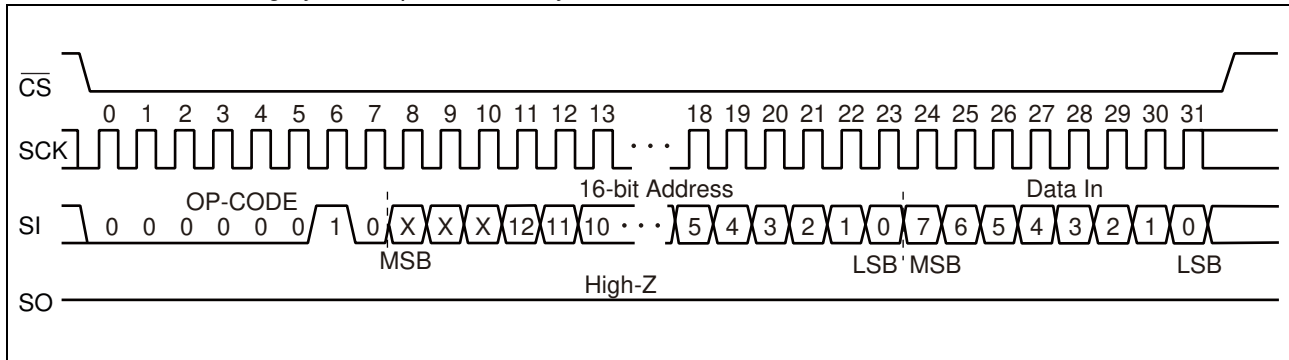 CS
0 1 2 3 4 5 6 7 8 9 10 11 12 13 18 19 20 21 22 23 24 25 26 27 28 29 30 31
SCK · · ·
OP-CODE 16-bit Address Data In
SI 0 0 0 0 0 0 1 0 X X X 12 11 10 · · · 5 4 3 2 1 0 7 6 5 4 3 2 1 0
MSB LSB MSB LSB
High-Z
SO